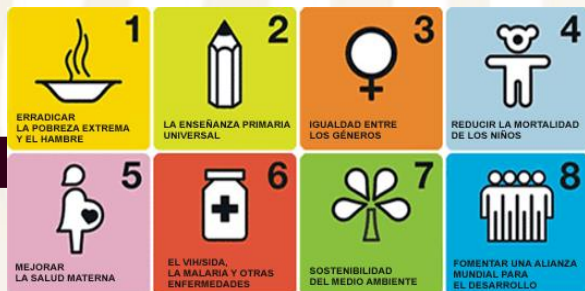 1
ERRADICAR
LA POBREZA EXTREMA
Y EL HAMBRE
2
LA ENSEÑANZA PRIMARIA
UNIVERSAL
3
IGUALDAD ENTRE
LOS GÉNEROS
4
REDUCIR LA MORTALIDAD
DE LOS NIÑOS
5
MEJORAR
LA SALUD MATERNA
6
EL VIH/SIDA,
LA MALARIA Y OTRAS
ENFERMEDADES
7
SOSTENIBILIDAD
DEL MEDIO AMBIENTE
8
FOMENTAR UNA ALIANZA
MUNDIAL PARA
EL DESARROLLO